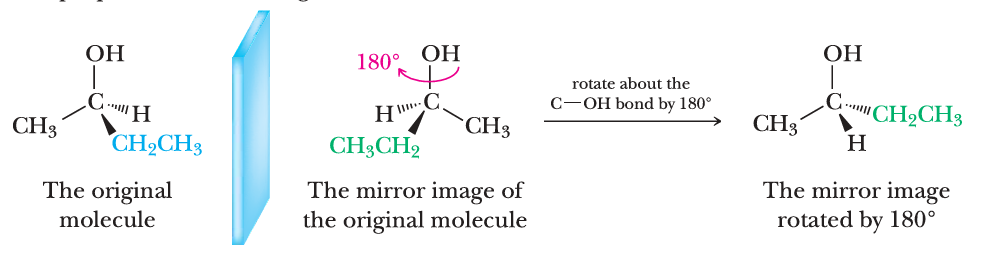 OH
C
H
CH₃
CH₂CH₃
The original
molecule
180°
OH
H
C
CH₃CH₂
CH₃
The mirror image of
the original molecule
rotate about the
C—OH bond by 180°
OH
C
CH₂CH₃
CH₃
H
The mirror image
rotated by 180°